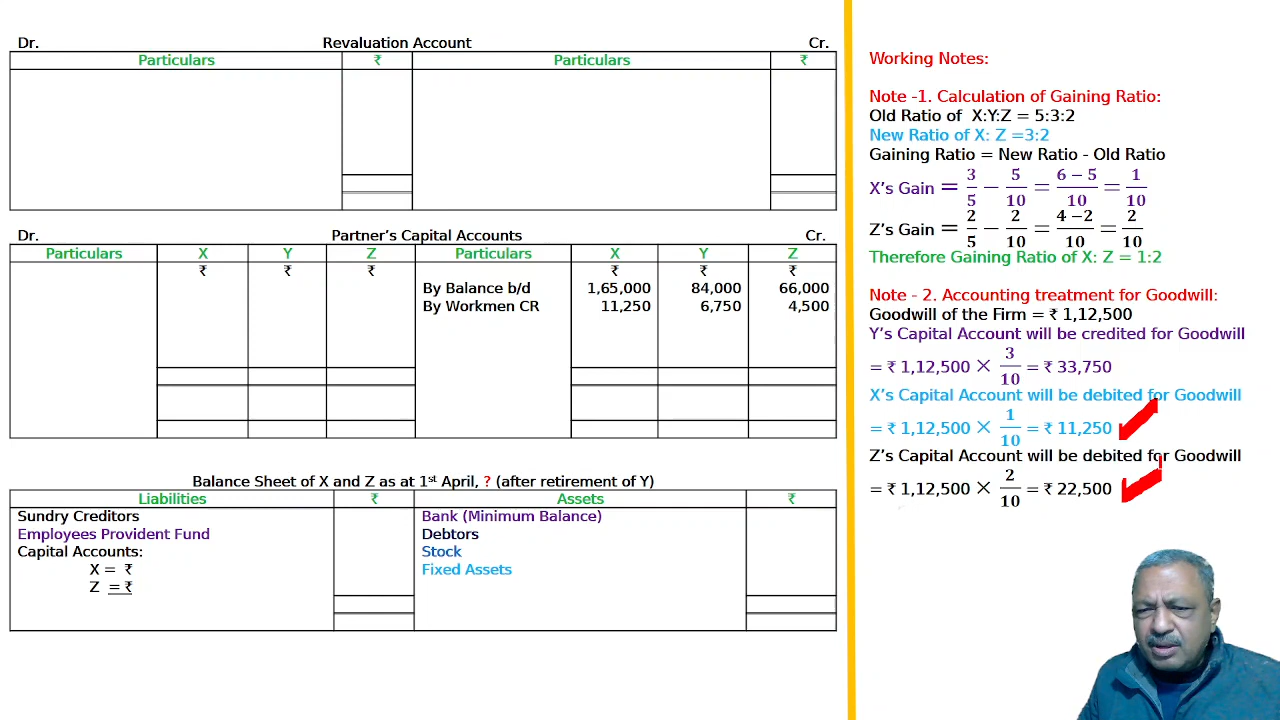 Dr. Revaluation Account Cr.
Particulars ₹ Particulars ₹
Dr. Partner's Capital Accounts Cr.
Particulars X Y Z Particulars X Y Z
₹ ₹ ₹ ₹ ₹ ₹
By Balance b/d 1,65,000 84,000 66,000
By Workmen CR 11,250 6,750 4,500
Balance Sheet of X and Z as at 1st April, ? (after retirement of Y)
Liabilities ₹ Assets ₹
Sundry Creditors Bank (Minimum Balance)
Employees Provident Fund Debtors
Capital Accounts: Stock
X = ₹ Fixed Assets
Z = ₹
Working Notes:
Note -1. Calculation of Gaining Ratio:
Old Ratio of X:Y:Z = 5:3:2
New Ratio of X: Z =3:2
Gaining Ratio = New Ratio - Old Ratio
X's Gain = 3/5 − 5/10 = 6 − 5/10 = 1/10
Z's Gain = 2/5 − 2/10 = 4 −2/10 = 2/10
Therefore Gaining Ratio of X: Z = 1:2
Note - 2. Accounting treatment for Goodwill:
Goodwill of the Firm = ₹ 1,12,500
Y's Capital Account will be credited for Goodwill
= ₹ 1,12,500 × 3/10 = ₹ 33,750
X's Capital Account will be debited for Goodwill
= ₹ 1,12,500 × 1/10 = ₹ 11,250
Z's Capital Account will be debited for Goodwill
= ₹ 1,12,500 × 2/10 = ₹ 22,500